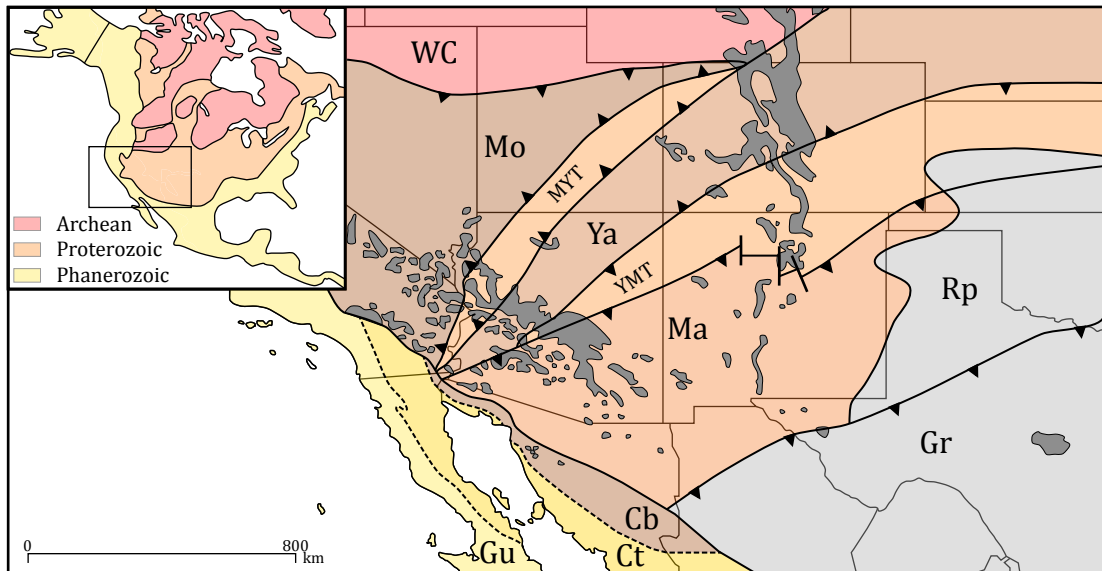 WC
Archean
Proterozoic
Phanerozoic
Mo
MYT
Ya
YMT
Ma
Rp
Gr
Cb
Gu
Ct
0
800
km